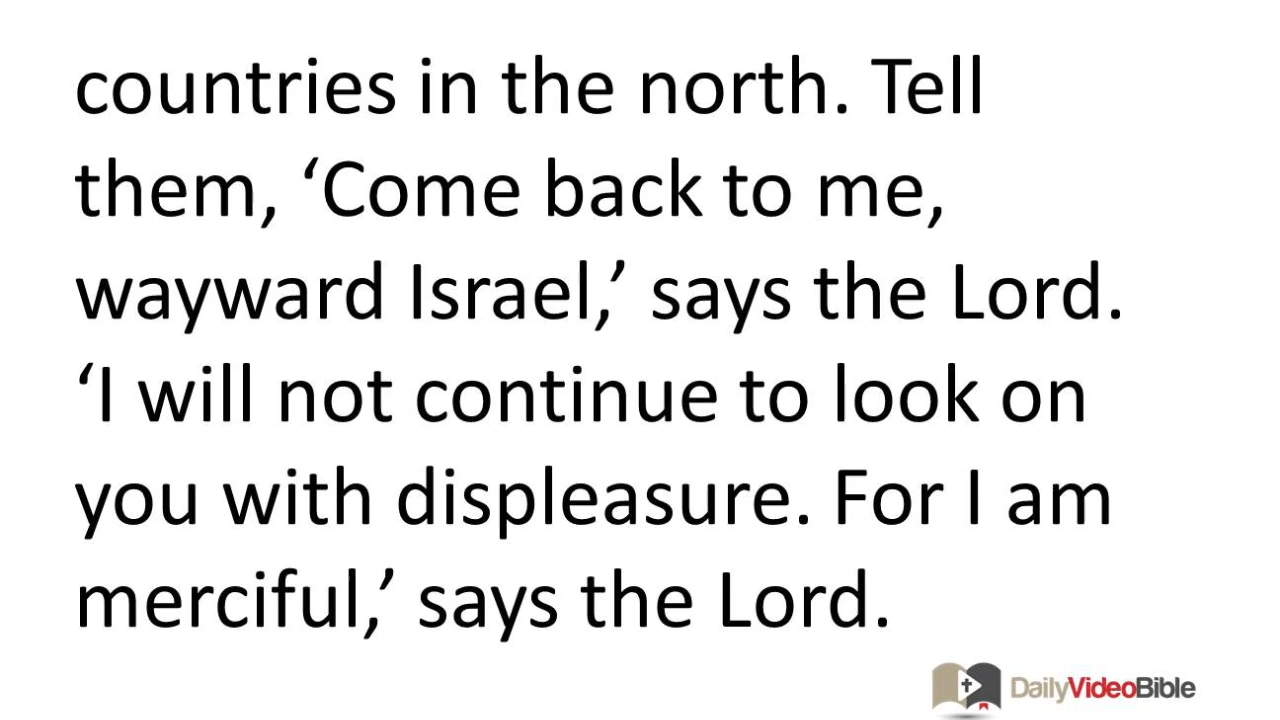 countries in the north. Tell
them, ‘Come back to me,
wayward Israel,’ says the Lord.
‘I will not continue to look on
you with displeasure. For I am
merciful,’ says the Lord.
DailyVideoBible